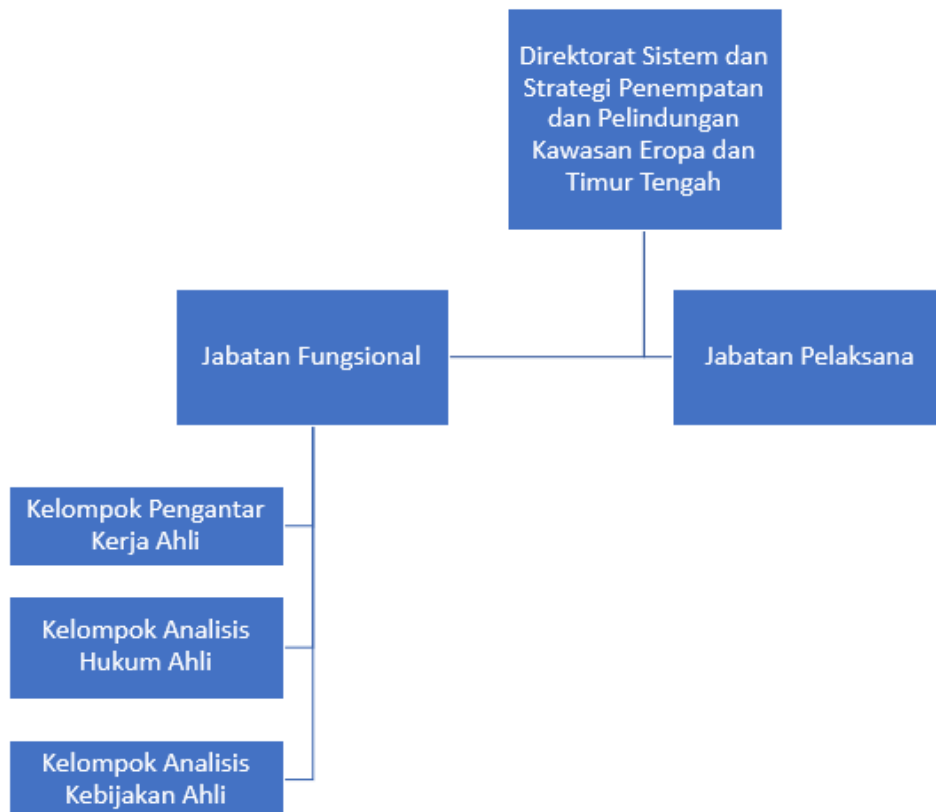 Direktorat Sistem dan
Strategi Penempatan
dan Pelindungan
Kawasan Eropa dan
Timur Tengah
Jabatan Fungsional
Jabatan Pelaksana
Kelompok Pengantar
Kerja Ahli
Kelompok Analisis
Hukum Ahli
Kelompok Analisis
Kebijakan Ahli